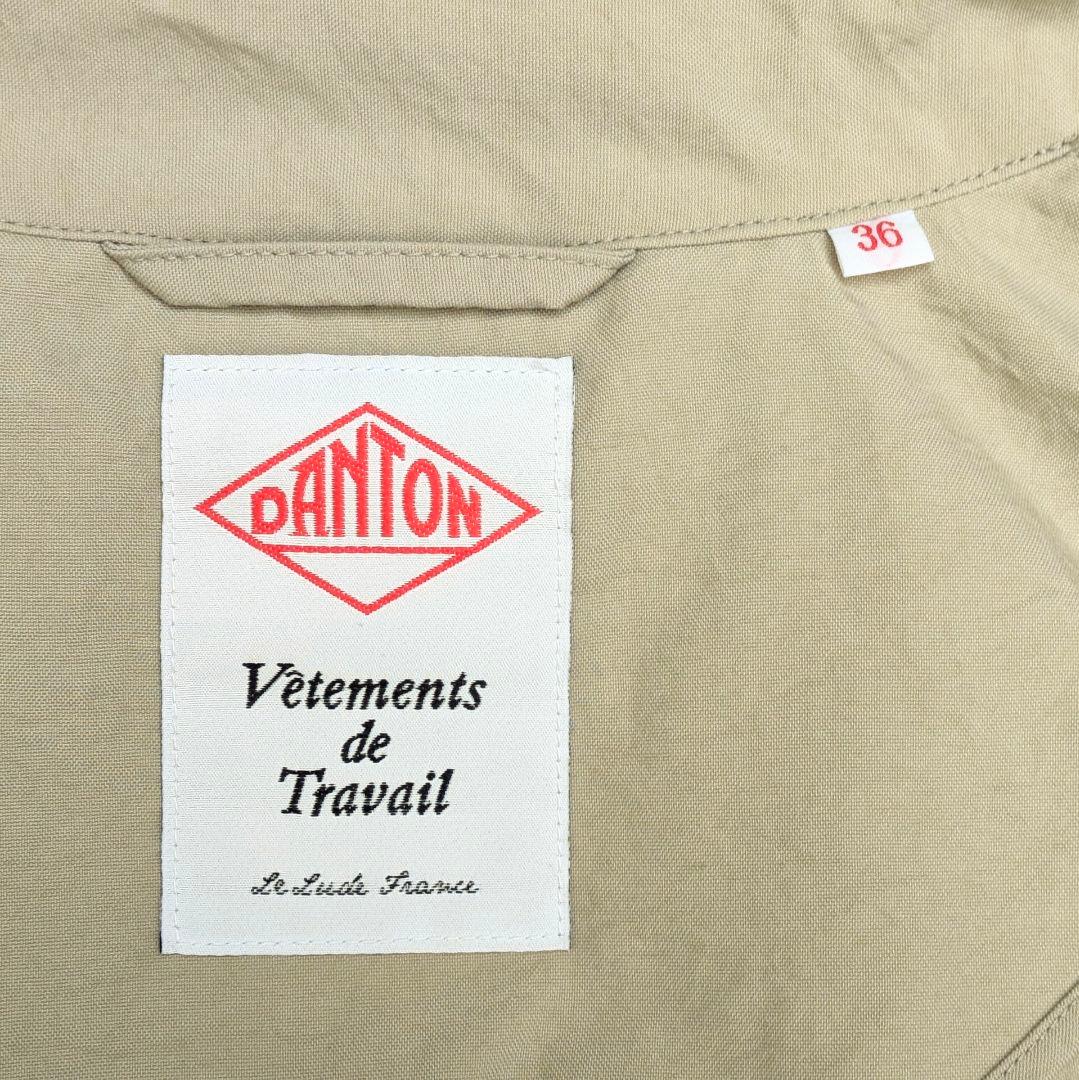 36
DANTON
Vêtements
de
Travail
Le Lude France